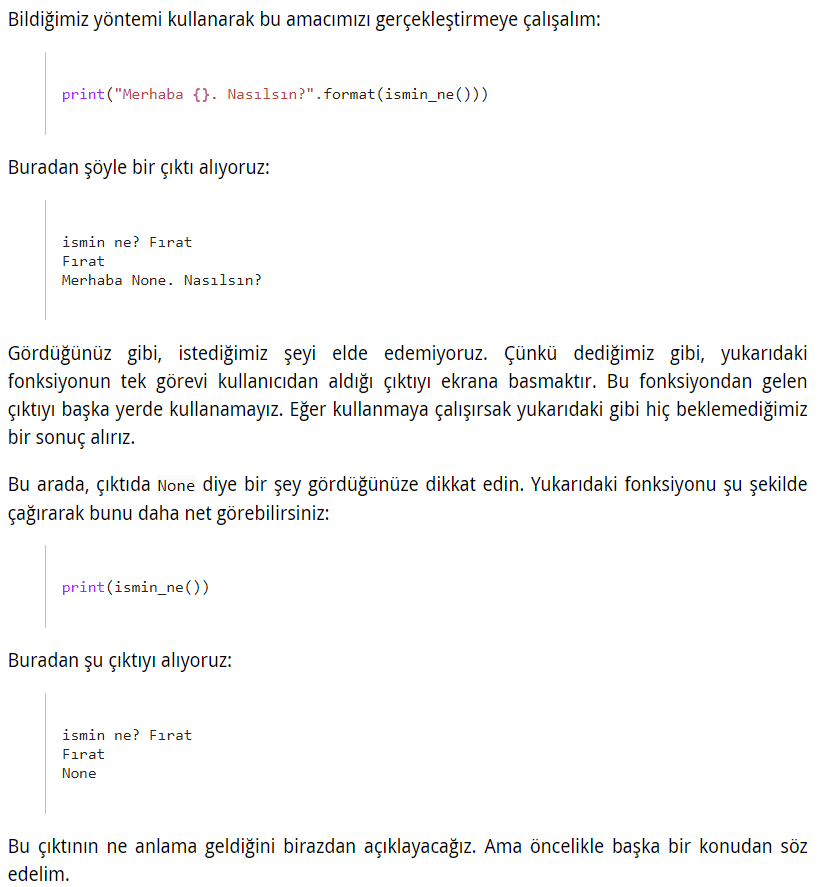 Bildiğimiz yöntemi kullanarak bu amacımızı gerçekleştirmeye çalışalım:
print("Merhaba {}. Nasılsın?".format(ismin_ne()))
Buradan şöyle bir çıktı alıyoruz:
ismin ne? Fırat
Fırat
Merhaba None. Nasılsın?
Gördüğünüz gibi, istediğimiz şeyi elde edemiyoruz. Çünkü dediğimiz gibi, yukarıdaki
fonksiyonun tek görevi kullanıcıdan aldığı çıktıyı ekrana basmaktır. Bu fonksiyondan gelen
çıktıyı başka yerde kullanamayız. Eğer kullanmaya çalışırsak yukarıdaki gibi hiç beklemediğimiz
bir sonuç alırız.
Bu arada, çıktıda None diye bir şey gördüğünüze dikkat edin. Yukarıdaki fonksiyonu şu şekilde
çağırarak bunu daha net görebilirsiniz:
print(ismin_ne())
Buradan şu çıktıyı alıyoruz:
ismin ne? Fırat
Fırat
None
Bu çıktının ne anlama geldiğini birazdan açıklayacağız. Ama öncelikle başka bir konudan söz
edelim.